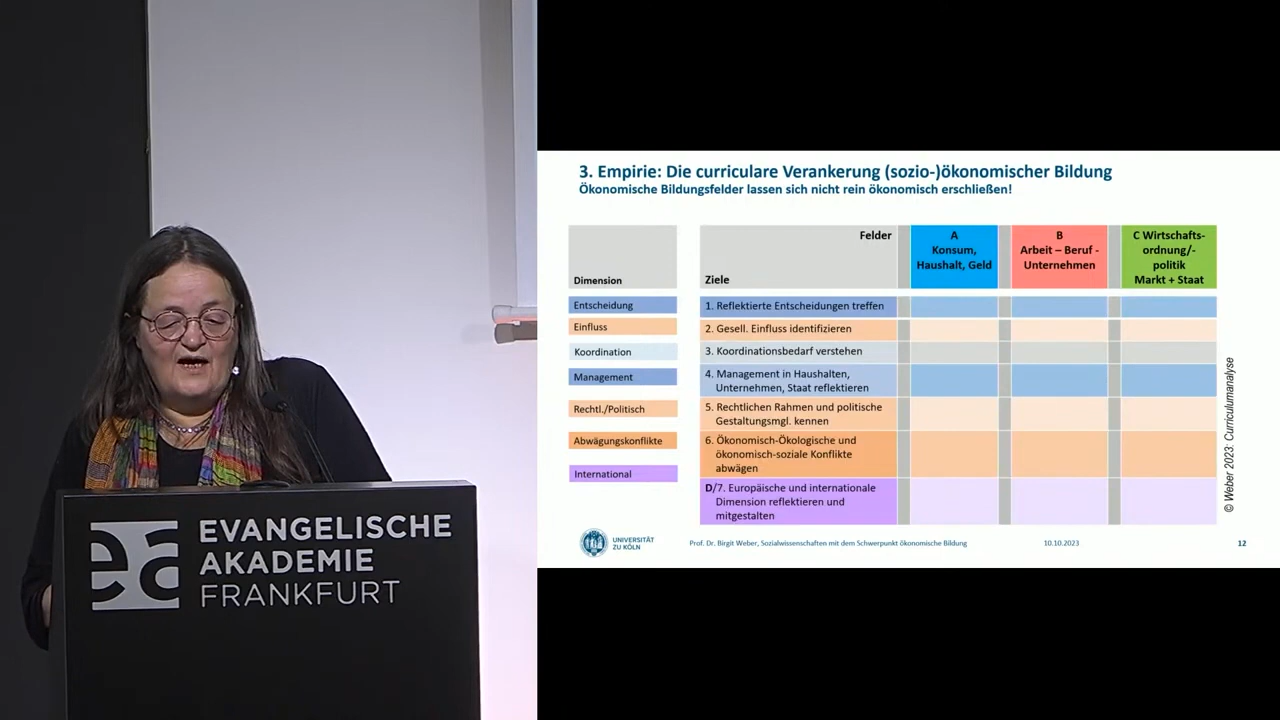 EVANGELISCHE
AKADEMIE
FRANKFURT
ea
3. Empirie: Die curriculare Verankerung (sozio-)ökonomischer Bildung
Ökonomische Bildungsfelder lassen sich nicht rein ökonomisch erschließen!
Dimension
Entscheidung
Einfluss
Koordination
Management
Rechtl./Politisch
Abwägungskonflikte
International
Felder
Ziele
A
Konsum,
Haushalt, Geld
B
Arbeit – Beruf -
Unternehmen
C Wirtschafts-
ordnung/-
politik
Markt + Staat
1. Reflektierte Entscheidungen treffen
2. Gesell. Einfluss identifizieren
3. Koordinationsbedarf verstehen
4. Management in Haushalten,
Unternehmen, Staat reflektieren
5. Rechtlichen Rahmen und politische
Gestaltungsmgl. kennen
6. Ökonomisch-Ökologische und
ökonomisch-soziale Konflikte
abwägen
D/7. Europäische und internationale
Dimension reflektieren und
mitgestalten
© Weber 2023: Curriculumanalyse
UNIVERSITÄT
ZU KÖLN
Prof. Dr. Birgit Weber, Sozialwissenschaften mit dem Schwerpunkt ökonomische Bildung
10.10.2023
12